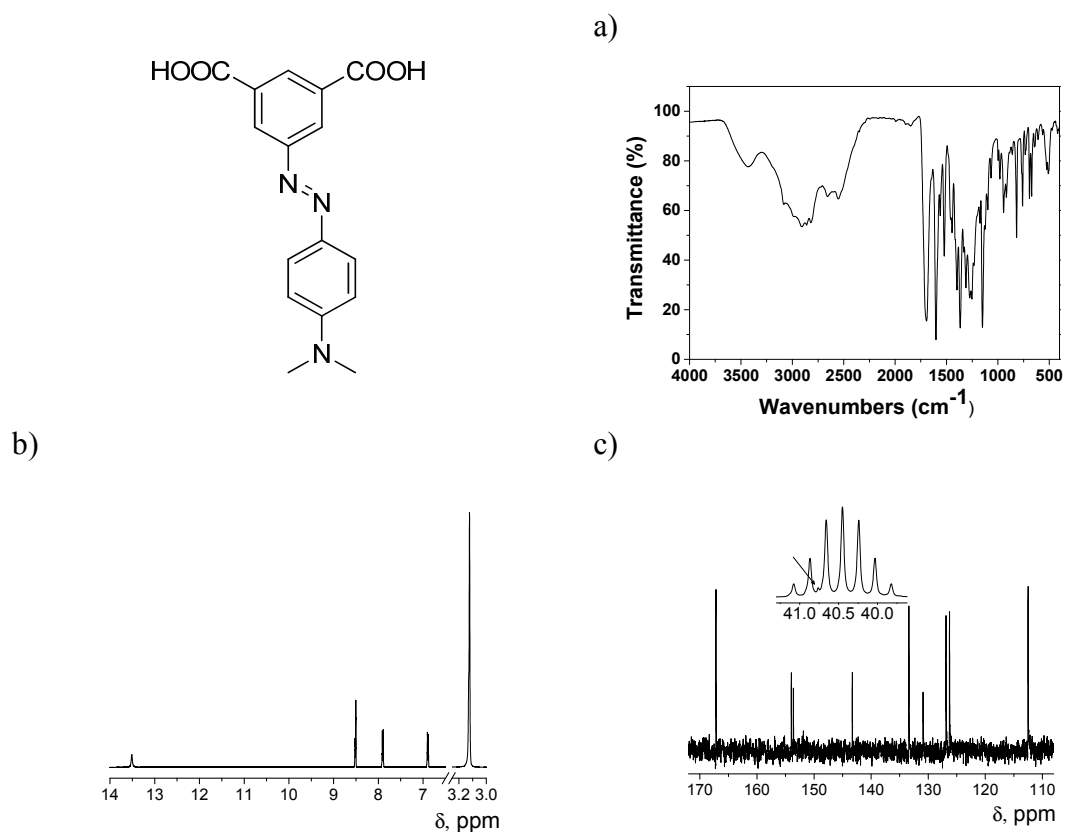 a)
HOOC
COOH
N
N
N
Transmittance (%)
100
80
60
40
20
0
4000 3500 3000 2500 2000 1500 1000 500
Wavenumbers (cm-1)
b)
c)
14 13 12 11 10 9 8 7 3.2 3.0
δ, ppm
41.0 40.5 40.0
170 160 150 140 130 120 110
δ, ppm